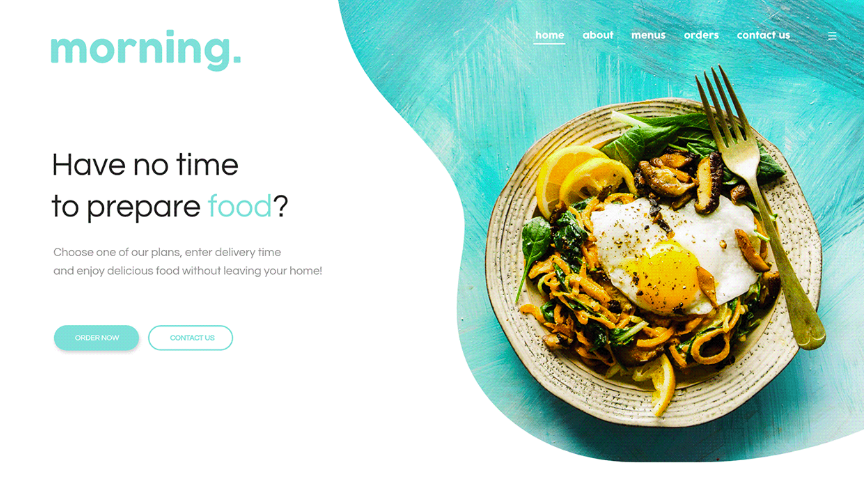 morning.
home about menus orders contact us
Have no time
to prepare food?
Choose one of our plans, enter delivery time
and enjoy delicious food without leaving your home!
ORDER NOW CONTACT US